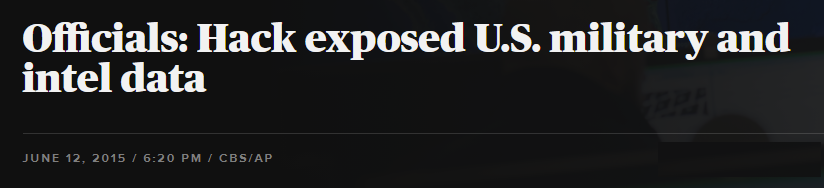 Officials: Hack exposed U.S. military and
intel data
JUNE 12, 2015 / 6:20 PM / CBS/AP